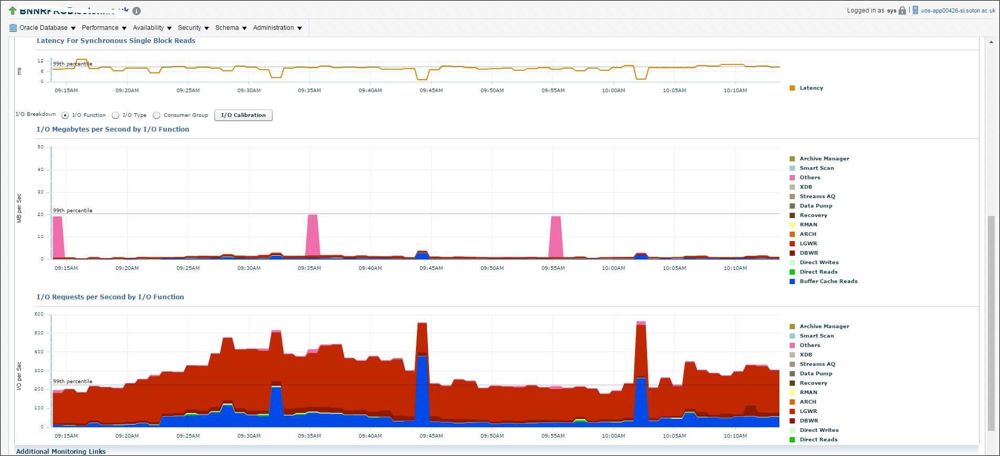 Logged in as sys
uos-app00426-si.soton.ac.uk
Oracle Database Performance Availability Security Schema Administration
Latency For Synchronous Single Block Reads
12
6
0
ms
99th percentile
09:15AM 09:20AM 09:25AM 09:30AM 09:35AM 09:40AM 09:45AM 09:50AM 09:55AM 10:00AM 10:05AM 10:10AM
Latency
I/O Breakdown I/O Function I/O Type Consumer Group I/O Calibration
I/O Megabytes per Second by I/O Function
50
40
30
20
10
0
MB per Sec
99th percentile
09:15AM 09:20AM 09:25AM 09:30AM 09:35AM 09:40AM 09:45AM 09:50AM 09:55AM 10:00AM 10:05AM 10:10AM
Archive Manager
Smart Scan
Others
XDB
Streams AQ
Data Pump
Recovery
RMAN
ARCH
LGWR
DBWR
Direct Writes
Direct Reads
Buffer Cache Reads
I/O Requests per Second by I/O Function
600
500
400
300
200
100
0
I/O per Sec
99th percentile
09:15AM 09:20AM 09:25AM 09:30AM 09:35AM 09:40AM 09:45AM 09:50AM 09:55AM 10:00AM 10:05AM 10:10AM
Archive Manager
Smart Scan
Others
XDB
Streams AQ
Data Pump
Recovery
RMAN
ARCH
LGWR
DBWR
Direct Writes
Direct Reads
Additional Monitoring Links